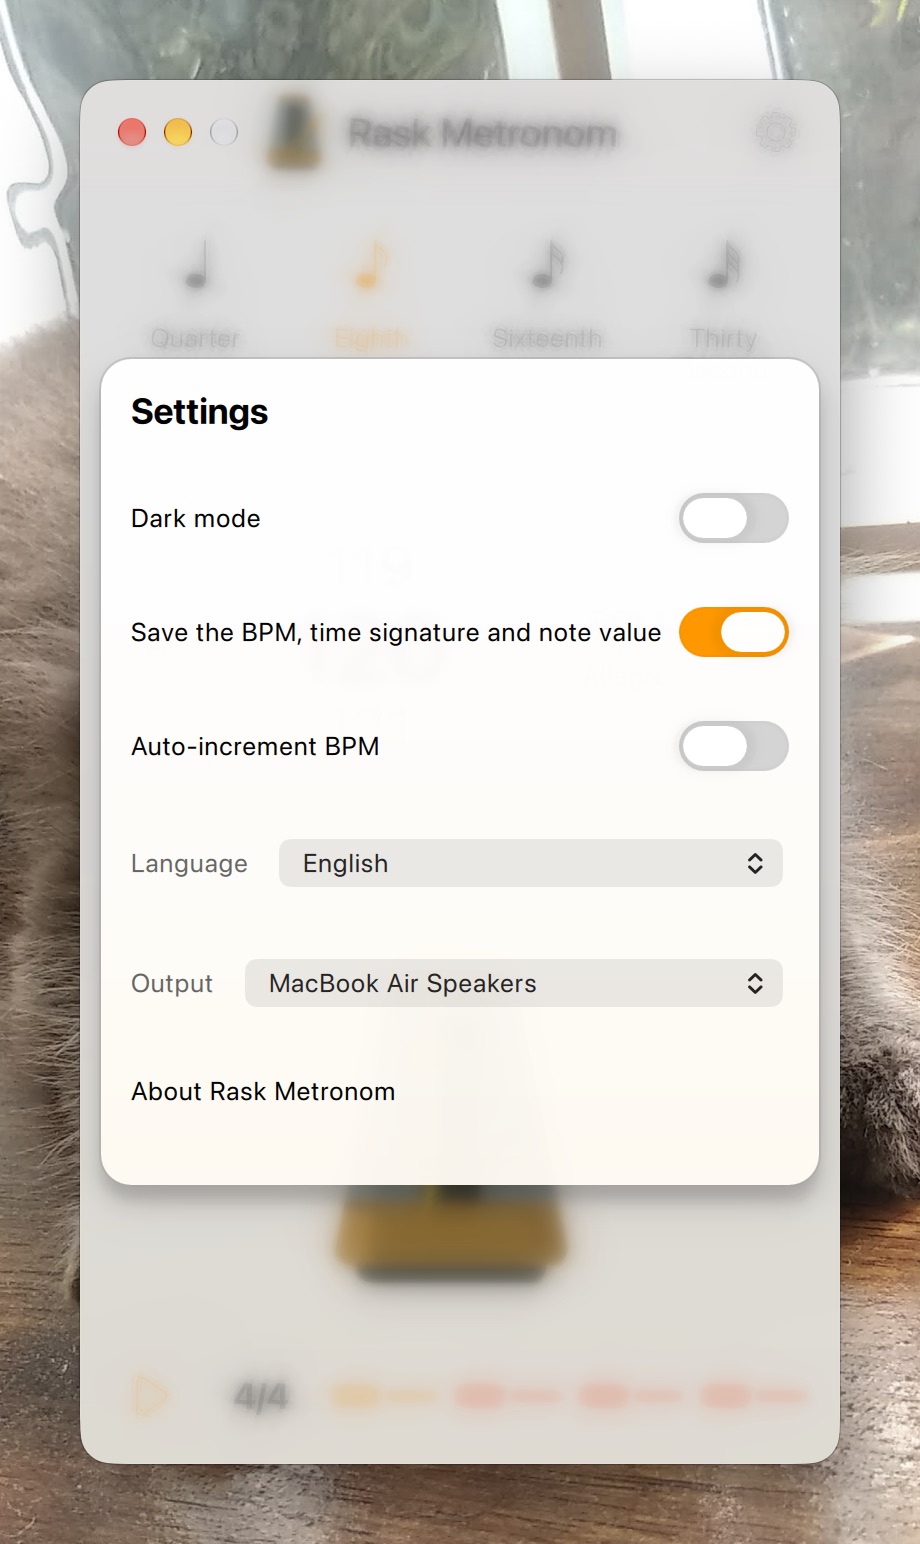 Rask Metronom
Quarter
Eighth
Sixteenth
Thirty
Settings
Dark mode
Save the BPM, time signature and note value
Auto-increment BPM
Language
English
Output
MacBook Air Speakers
About Rask Metronom
4/4